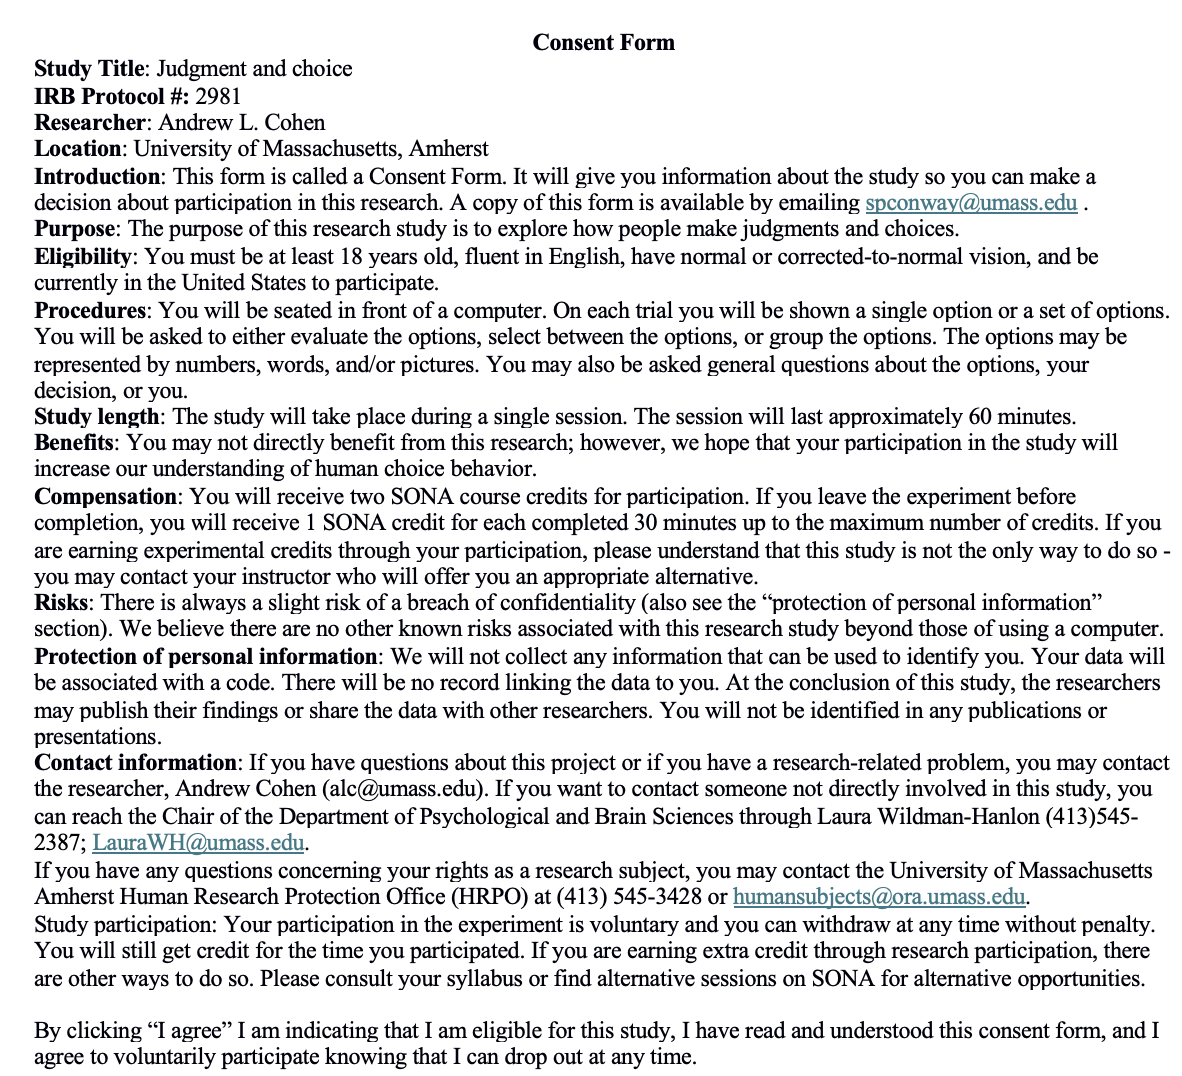 Consent Form
Study Title: Judgment and choice
IRB Protocol #: 2981
Researcher: Andrew L. Cohen
Location: University of Massachusetts, Amherst
Introduction: This form is called a Consent Form. It will give you information about the study so you can make a
decision about participation in this research. A copy of this form is available by emailing spconway@umass.edu .
Purpose: The purpose of this research study is to explore how people make judgments and choices.
Eligibility: You must be at least 18 years old, fluent in English, have normal or corrected-to-normal vision, and be
currently in the United States to participate.
Procedures: You will be seated in front of a computer. On each trial you will be shown a single option or a set of options.
You will be asked to either evaluate the options, select between the options, or group the options. The options may be
represented by numbers, words, and/or pictures. You may also be asked general questions about the options, your
decision, or you.
Study length: The study will take place during a single session. The session will last approximately 60 minutes.
Benefits: You may not directly benefit from this research; however, we hope that your participation in the study will
increase our understanding of human choice behavior.
Compensation: You will receive two SONA course credits for participation. If you leave the experiment before
completion, you will receive 1 SONA credit for each completed 30 minutes up to the maximum number of credits. If you
are earning experimental credits through your participation, please understand that this study is not the only way to do so -
you may contact your instructor who will offer you an appropriate alternative.
Risks: There is always a slight risk of a breach of confidentiality (also see the “protection of personal information”
section). We believe there are no other known risks associated with this research study beyond those of using a computer.
Protection of personal information: We will not collect any information that can be used to identify you. Your data will
be associated with a code. There will be no record linking the data to you. At the conclusion of this study, the researchers
may publish their findings or share the data with other researchers. You will not be identified in any publications or
presentations.
Contact information: If you have questions about this project or if you have a research-related problem, you may contact
the researcher, Andrew Cohen (alc@umass.edu). If you want to contact someone not directly involved in this study, you
can reach the Chair of the Department of Psychological and Brain Sciences through Laura Wildman-Hanlon (413)545-
2387; LauraWH@umass.edu.
If you have any questions concerning your rights as a research subject, you may contact the University of Massachusetts
Amherst Human Research Protection Office (HRPO) at (413) 545-3428 or humansubjects@ora.umass.edu.
Study participation: Your participation in the experiment is voluntary and you can withdraw at any time without penalty.
You will still get credit for the time you participated. If you are earning extra credit through research participation, there
are other ways to do so. Please consult your syllabus or find alternative sessions on SONA for alternative opportunities.
By clicking “I agree” I am indicating that I am eligible for this study, I have read and understood this consent form, and I
agree to voluntarily participate knowing that I can drop out at any time.